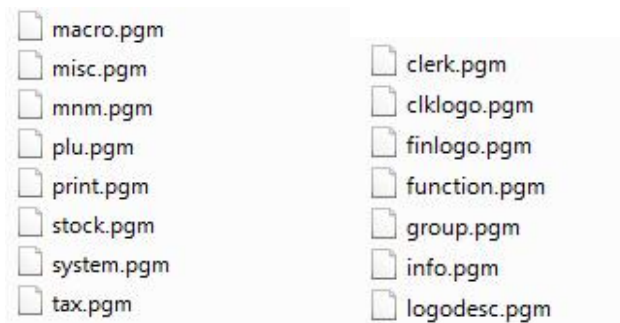 macro.pgm
misc.pgm
mnm.pgm
plu.pgm
print.pgm
stock.pgm
system.pgm
tax.pgm
clerk.pgm
clklogo.pgm
finlogo.pgm
function.pgm
group.pgm
info.pgm
logodesc.pgm